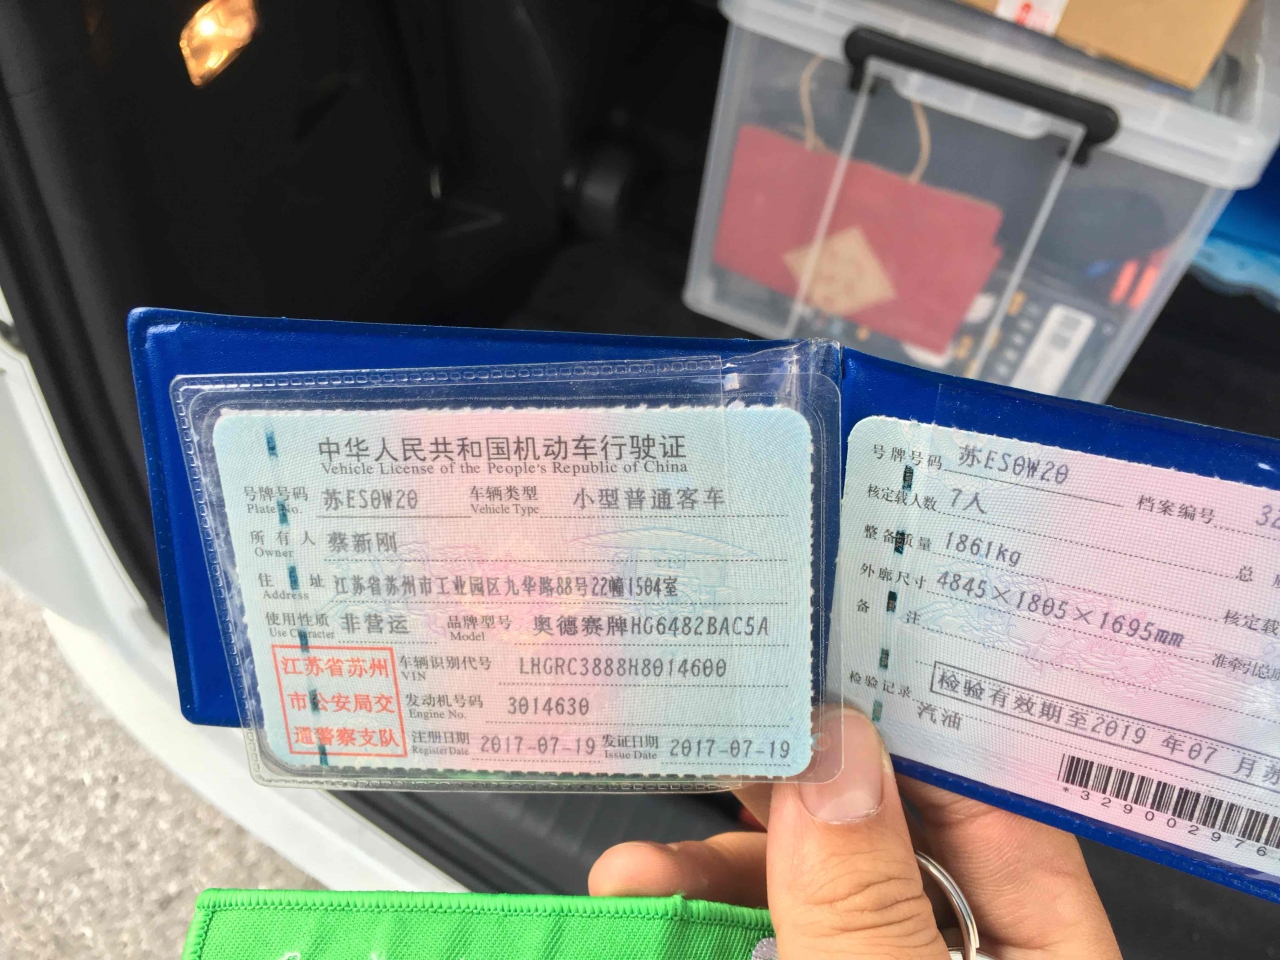 中华人民共和国机动车行驶证
Vehicle License of the People's Republic of China
号牌号码 苏ES0W20 车辆类型 小型普通客车
Plate No. Vehicle Type
所有人 蔡新刚
Owner
住址 江苏省苏州市工业园区九华路88号22幢1504室
Address
使用性质 非营运 品牌型号 奥德赛牌HG6482BAC5A
Use Character Model
江苏省苏州
市公安局交
通警察支队
车辆识别代号 LHGRC3888H8014600
VIN
发动机号码 3014630
Engine No.
注册日期 2017-07-19 发证日期 2017-07-19
Register Date Issue Date
号牌号码 苏ES0W20 档案编号 32
核定载人数 7人
整备质量 1861kg 总
外廓尺寸 4845×1805×1695mm 核定载
备注 准牵引总质
检验有效期至2019年07月苏
检验记录
汽油
*329002976